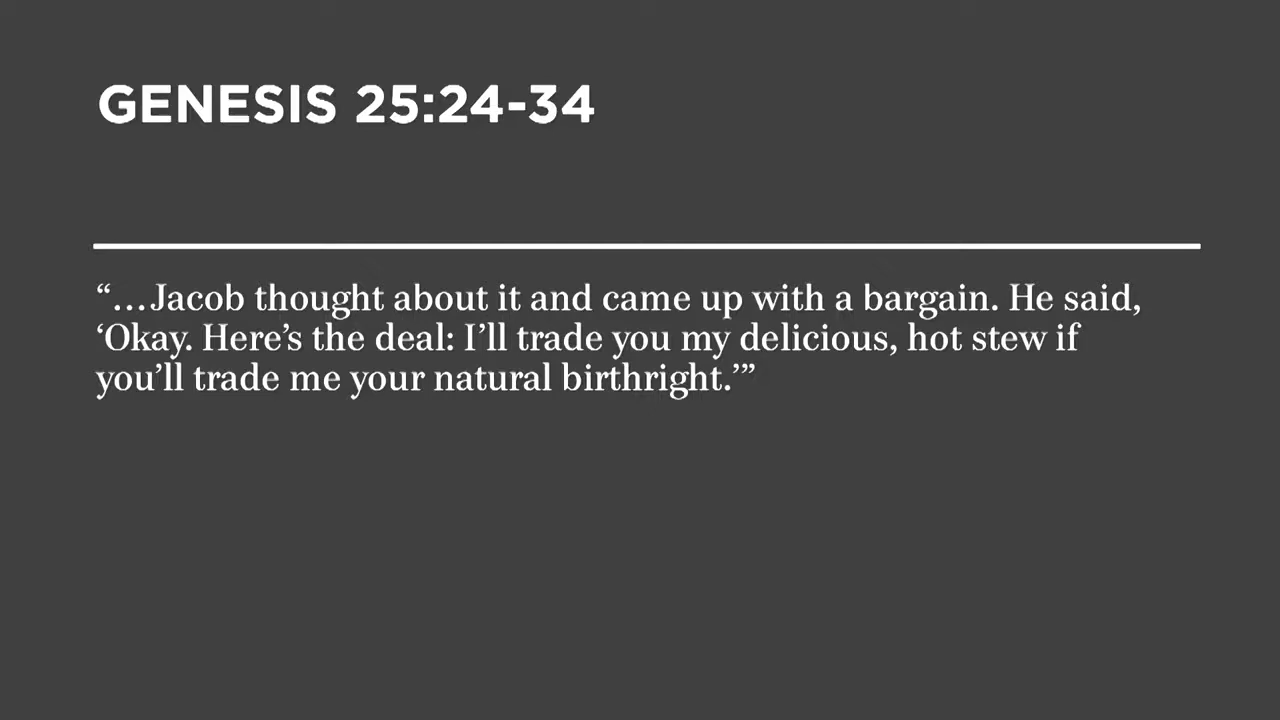 GENESIS 25:24-34
“…Jacob thought about it and came up with a bargain. He said,
‘Okay. Here’s the deal: I’ll trade you my delicious, hot stew if
you’ll trade me your natural birthright.’”